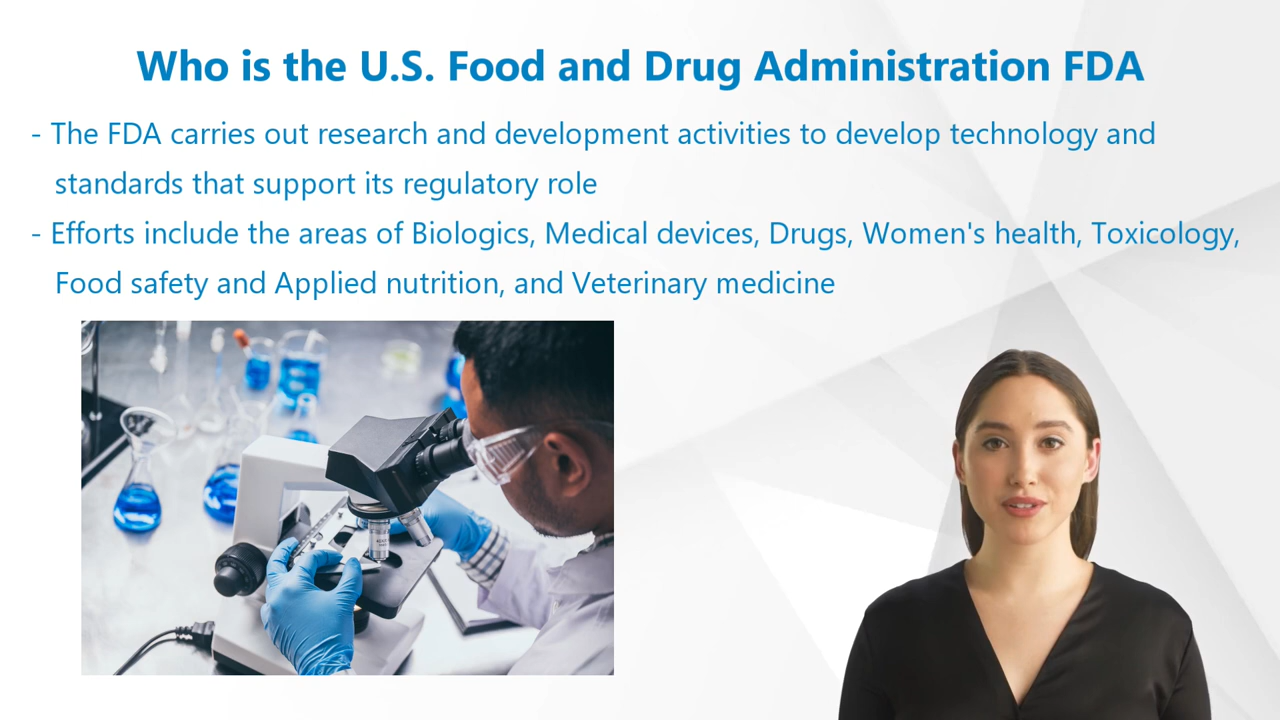 Who is the U.S. Food and Drug Administration FDA
- The FDA carries out research and development activities to develop technology and
standards that support its regulatory role
- Efforts include the areas of Biologics, Medical devices, Drugs, Women's health, Toxicology,
Food safety and Applied nutrition, and Veterinary medicine